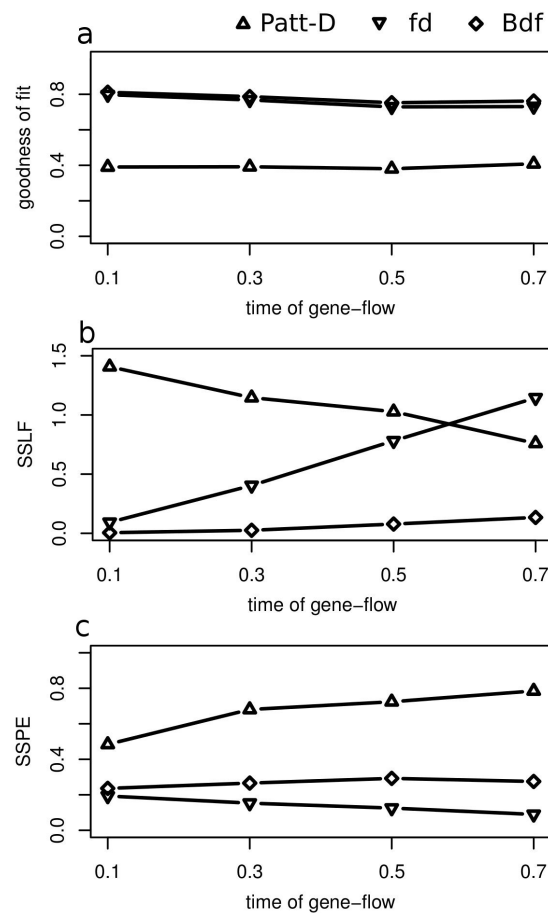 Patt-D fd Bdf
a
goodness of fit
0.8
0.4
0.0
0.1 0.3 0.5 0.7
time of gene−flow
b
SSLF
1.5
1.0
0.5
0.0
0.1 0.3 0.5 0.7
time of gene−flow
c
SSPE
0.8
0.4
0.0
0.1 0.3 0.5 0.7
time of gene−flow